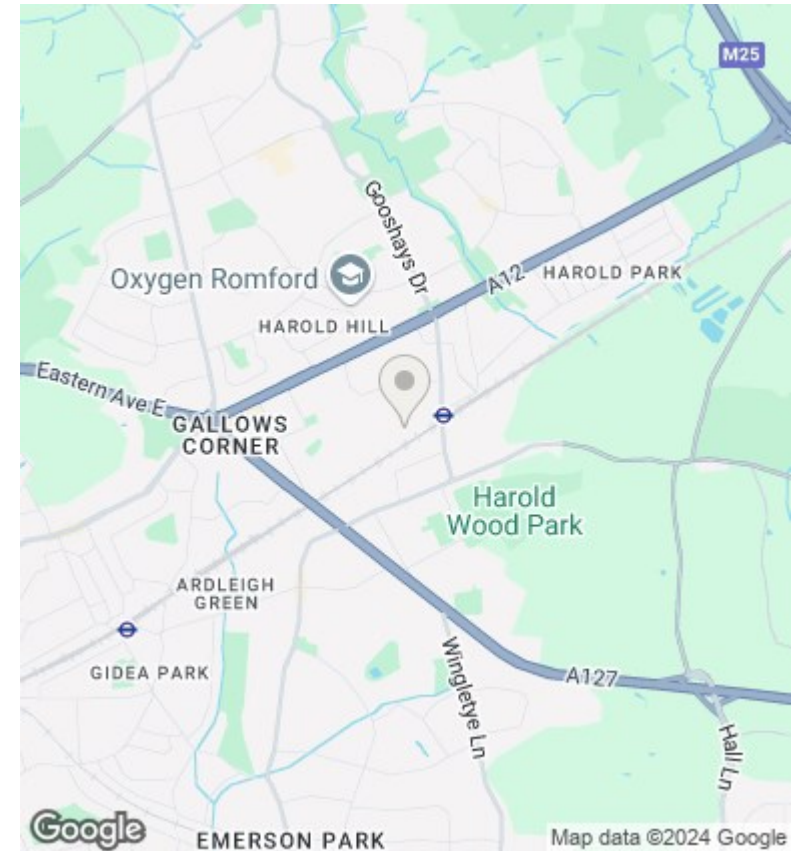 M25
Gooshays Dr
Oxygen Romford
A12
HAROLD PARK
HAROLD HILL
Eastern Ave E
GALLOWS
CORNER
Harold
Wood Park
ARDLEIGH
GREEN
GIDEA PARK
Wingletye Ln
A127
Hall Ln
Google
EMERSON PARK
Map data ©2024 Google